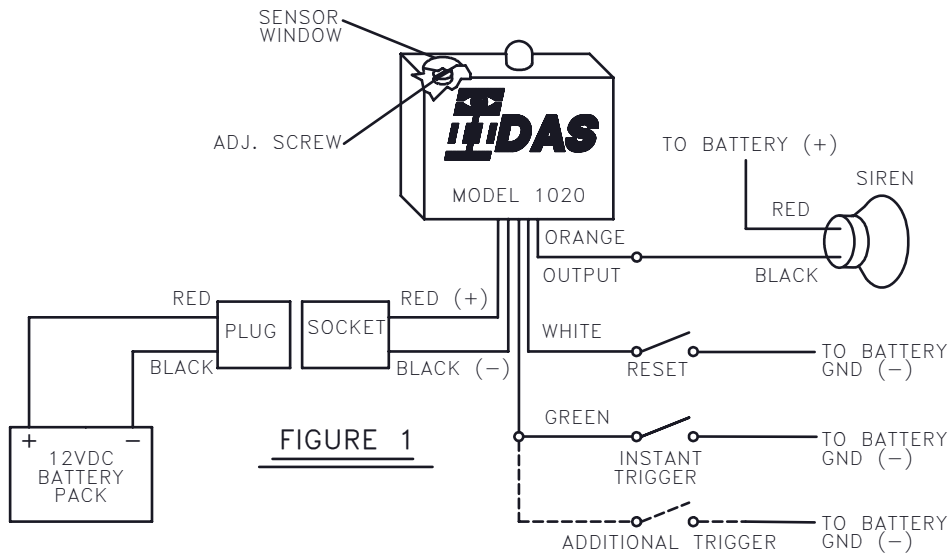 SENSOR
WINDOW
ADJ. SCREW
DAS
MODEL 1020
TO BATTERY (+)
SIREN
RED
ORANGE
OUTPUT
BLACK
RED
RED (+)
PLUG
SOCKET
BLACK
BLACK (−)
WHITE
RESET
TO BATTERY
GND (−)
+
−
12VDC
BATTERY
PACK
FIGURE 1
GREEN
INSTANT
TRIGGER
TO BATTERY
GND (−)
ADDITIONAL TRIGGER
TO BATTERY
GND (−)